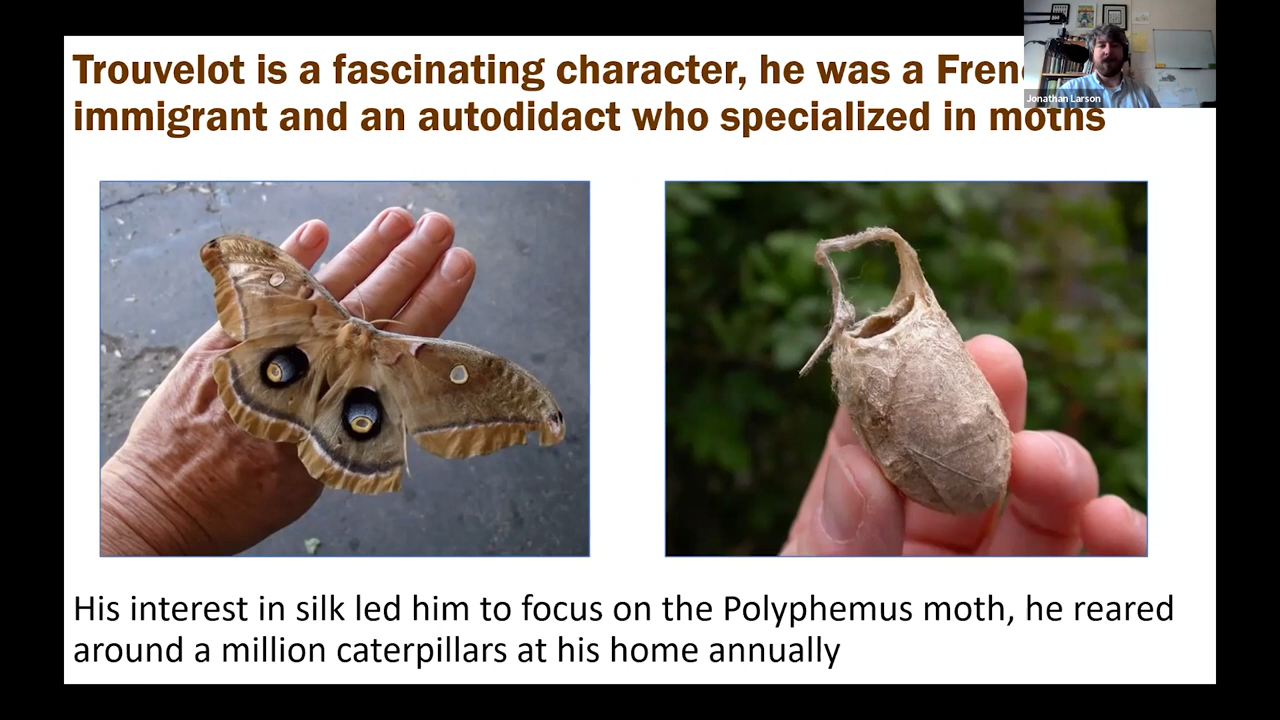 Trouvelot is a fascinating character, he was a Fren
immigrant and an autodidact who specialized in moths
Jonathan Larson
His interest in silk led him to focus on the Polyphemus moth, he reared
around a million caterpillars at his home annually